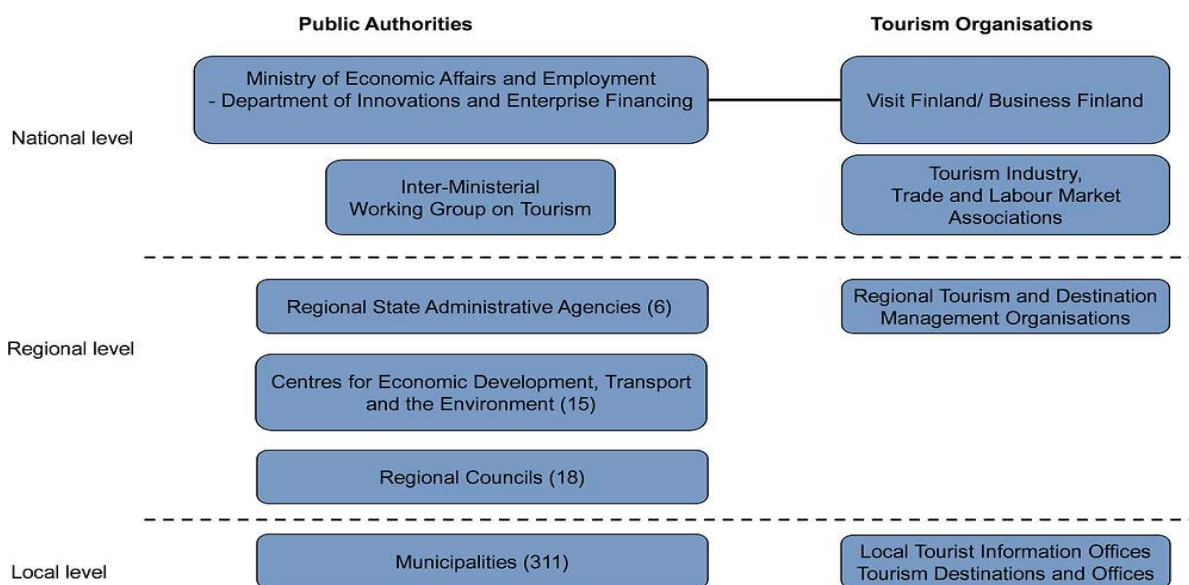 Public Authorities
Tourism Organisations
National level
Ministry of Economic Affairs and Employment
- Department of Innovations and Enterprise Financing
Visit Finland/ Business Finland
Inter-Ministerial
Working Group on Tourism
Tourism Industry,
Trade and Labour Market
Associations
Regional level
Regional State Administrative Agencies (6)
Regional Tourism and Destination
Management Organisations
Centres for Economic Development, Transport
and the Environment (15)
Regional Councils (18)
Local level
Municipalities (311)
Local Tourist Information Offices
Tourism Destinations and Offices